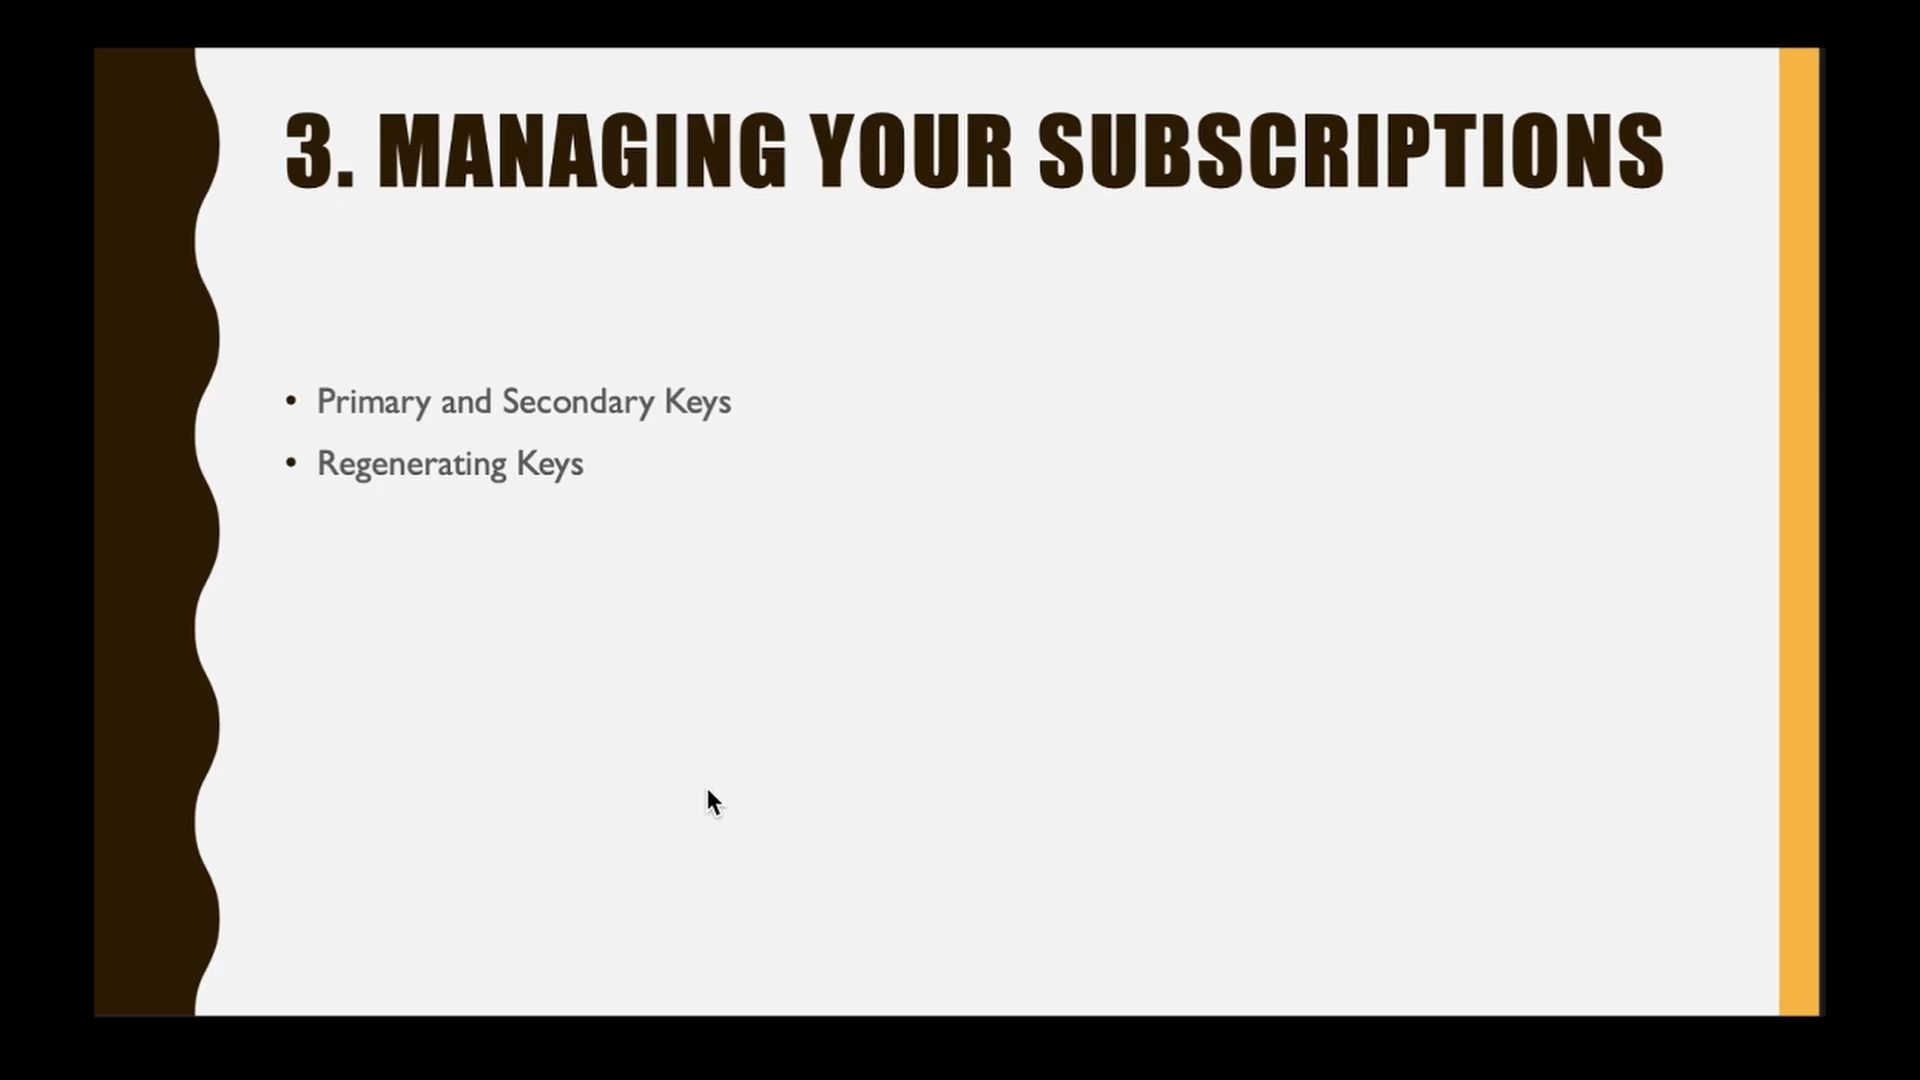 3. MANAGING YOUR SUBSCRIPTIONS
• Primary and Secondary Keys
• Regenerating Keys